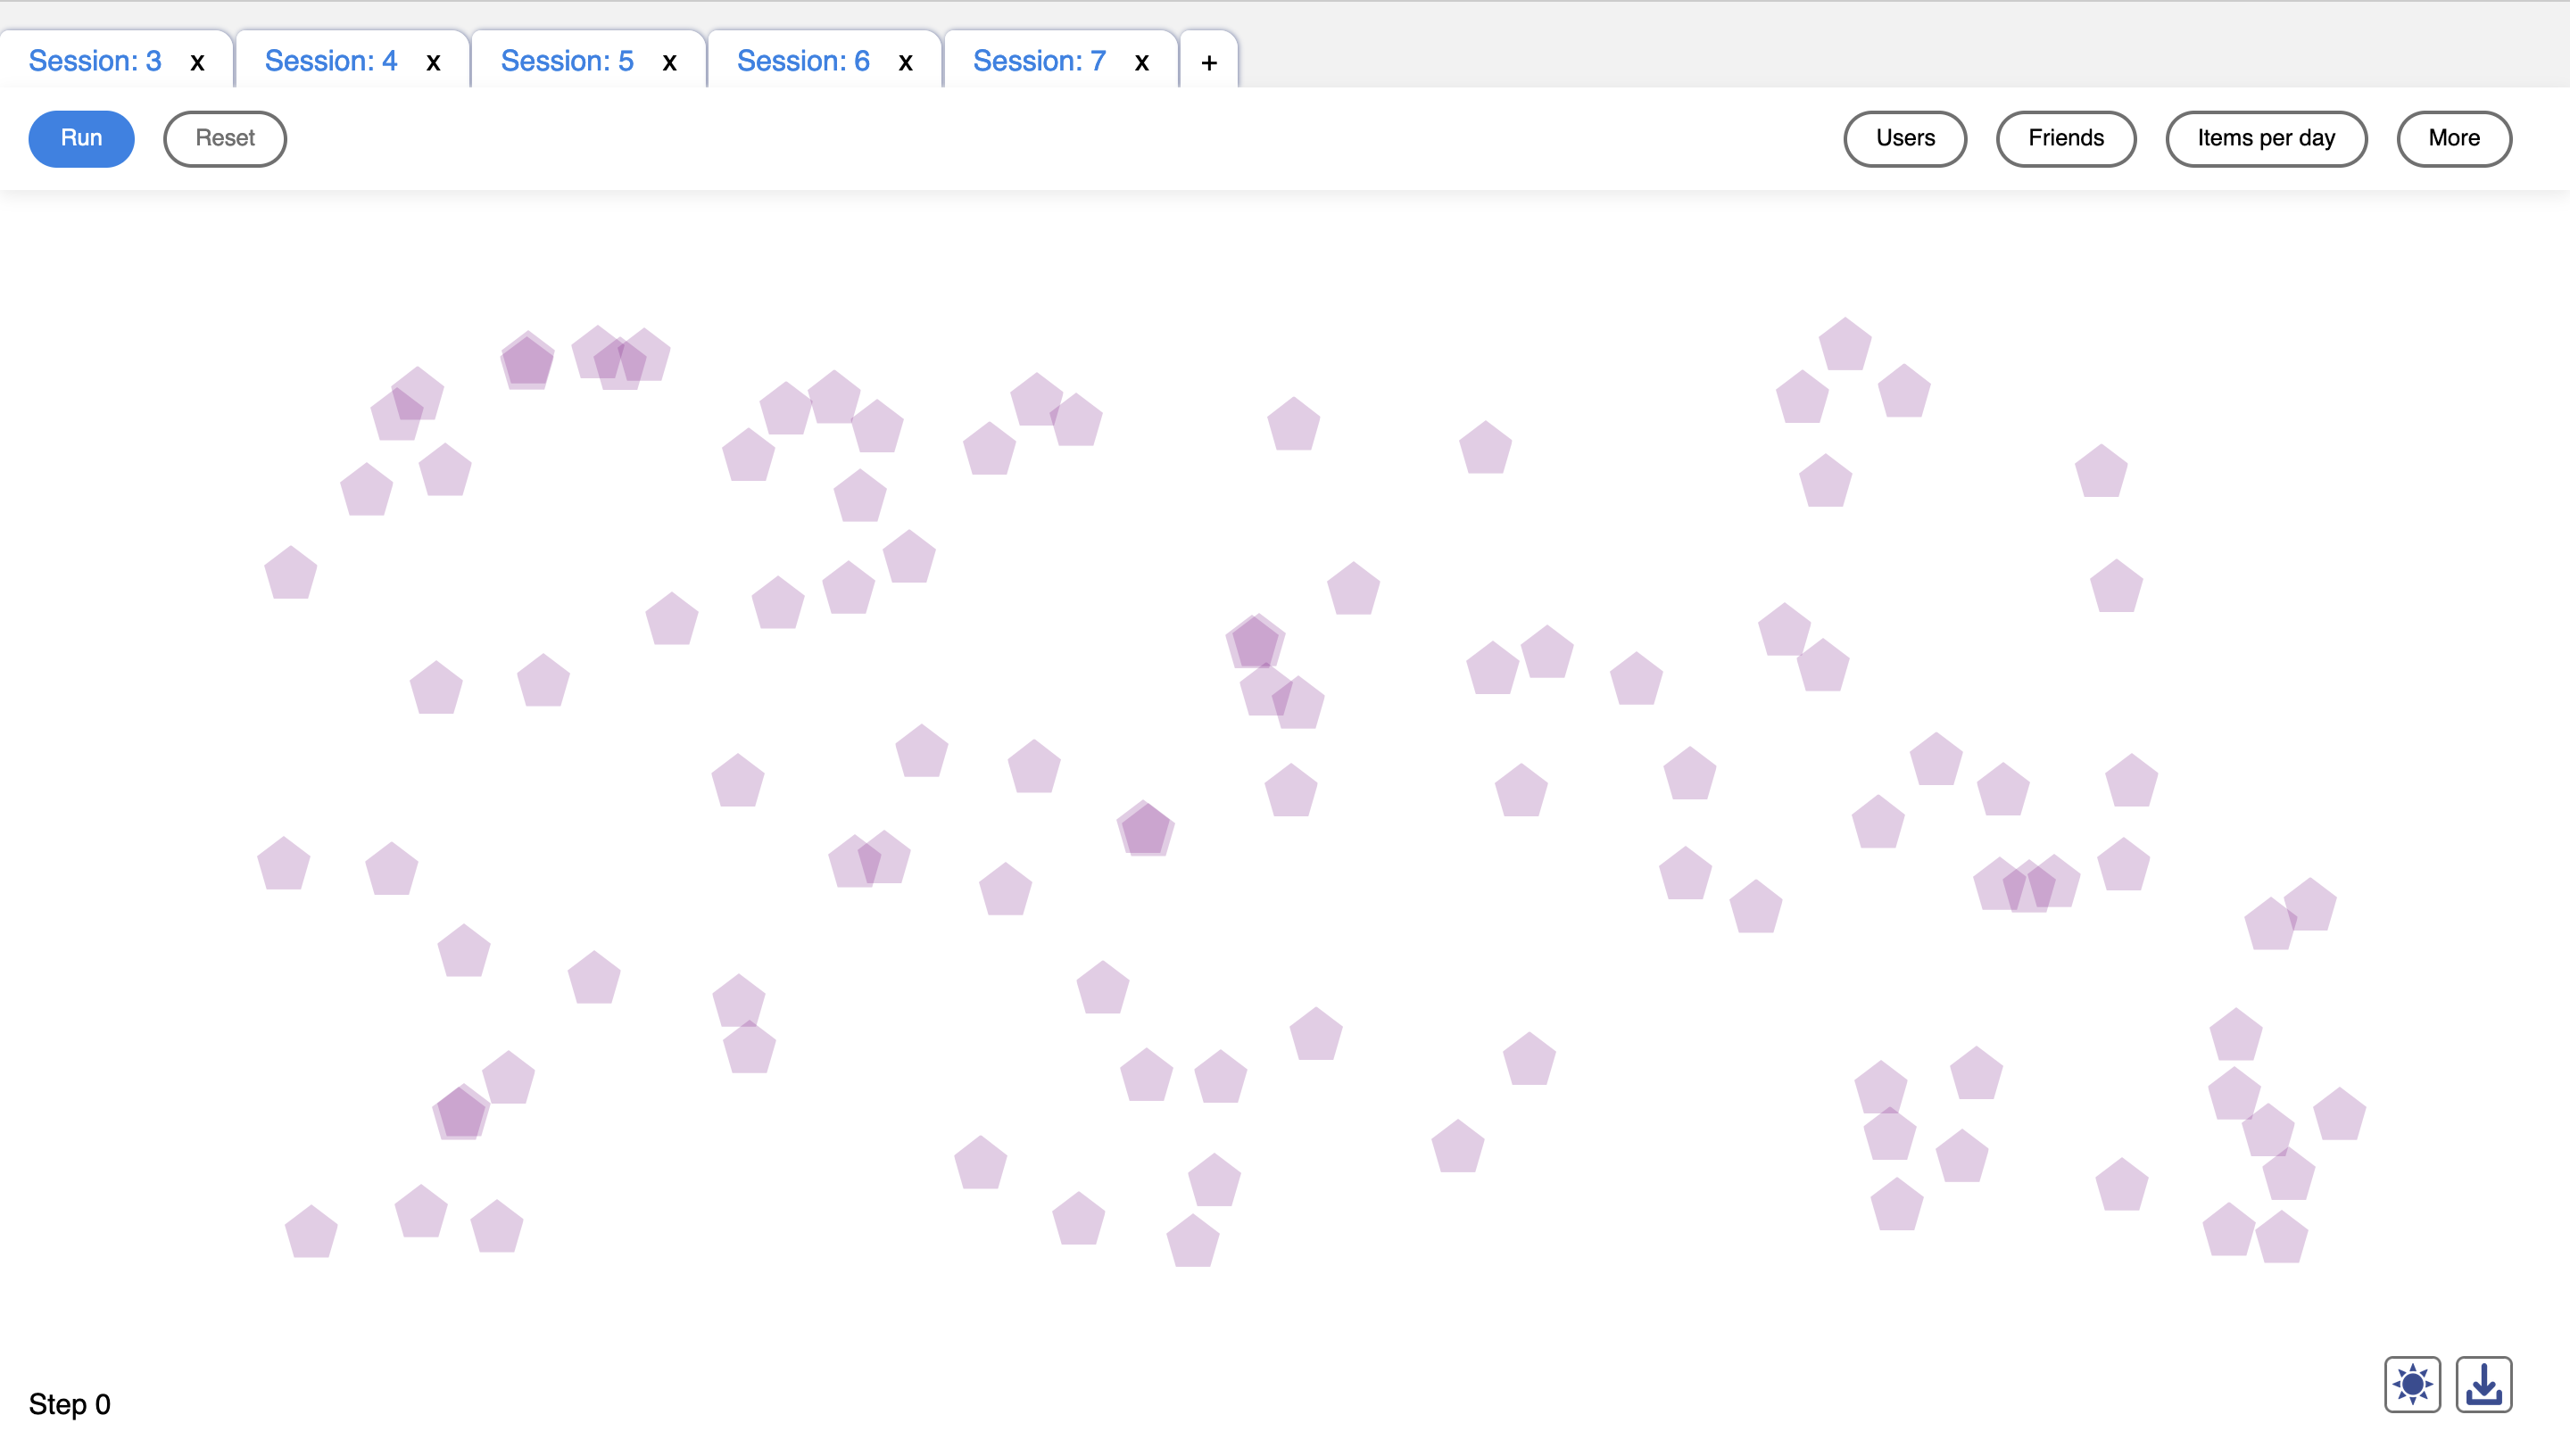 Session: 3 x Session: 4 x Session: 5 x Session: 6 x Session: 7 x +
Run Reset Users Friends Items per day More
Step 0